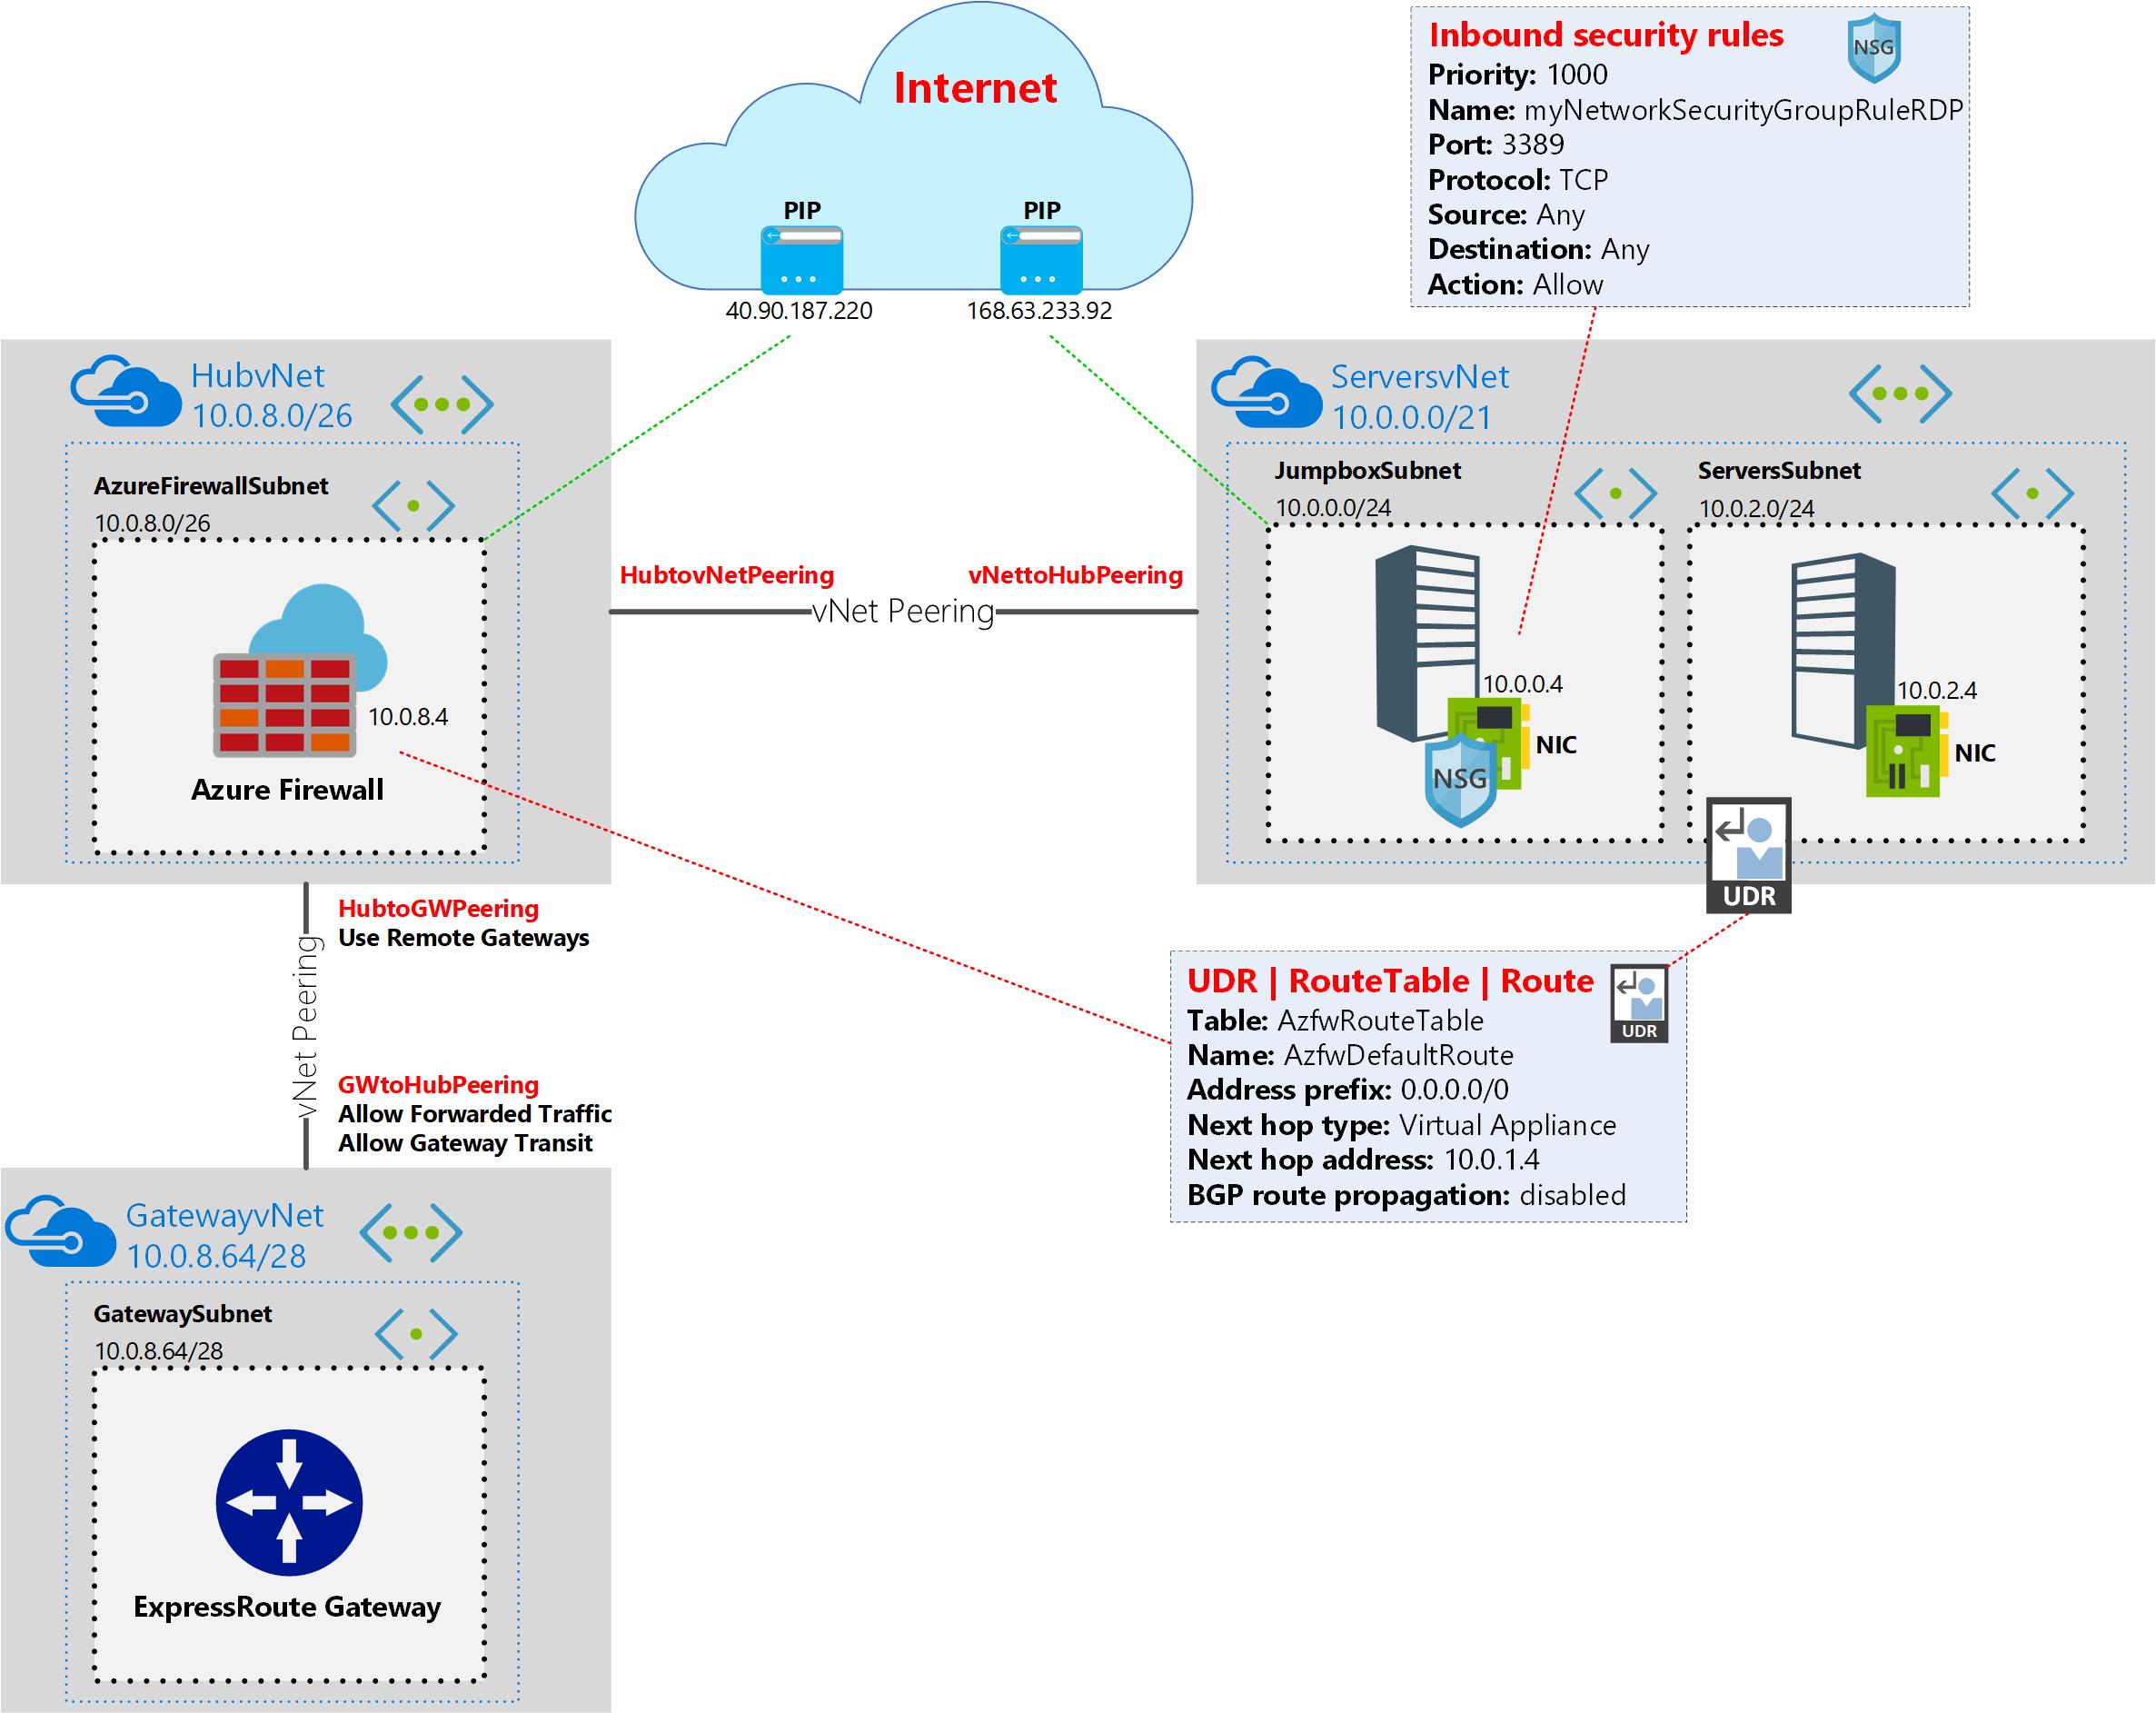 Internet
PIP
40.90.187.220
PIP
168.63.233.92
Inbound security rules
NSG
Priority: 1000
Name: myNetworkSecurityGroupRuleRDP
Port: 3389
Protocol: TCP
Source: Any
Destination: Any
Action: Allow
HubvNet
10.0.8.0/26
AzureFirewallSubnet
10.0.8.0/26
10.0.8.4
Azure Firewall
HubtovNetPeering
vNettoHubPeering
vNet Peering
ServersvNet
10.0.0.0/21
JumpboxSubnet
10.0.0.0/24
10.0.0.4
NIC
NSG
ServersSubnet
10.0.2.0/24
10.0.2.4
NIC
UDR
HubtoGWPeering
Use Remote Gateways
vNet Peering
GWtoHubPeering
Allow Forwarded Traffic
Allow Gateway Transit
UDR | RouteTable | Route
UDR
Table: AzfwRouteTable
Name: AzfwDefaultRoute
Address prefix: 0.0.0.0/0
Next hop type: Virtual Appliance
Next hop address: 10.0.1.4
BGP route propagation: disabled
GatewayvNet
10.0.8.64/28
GatewaySubnet
10.0.8.64/28
ExpressRoute Gateway